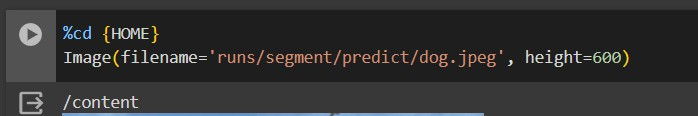 %cd {HOME}
Image(filename='runs/segment/predict/dog.jpeg', height=600)
/content